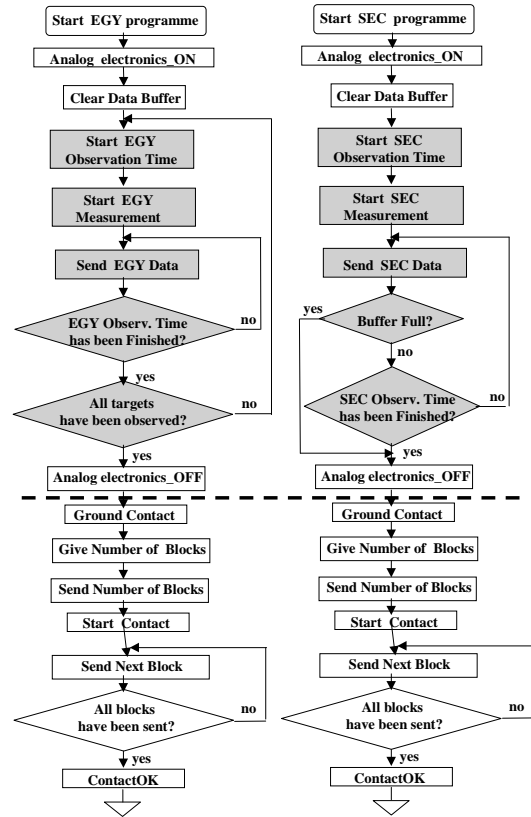 Start EGY programme
Analog electronics_ON
Clear Data Buffer
Start EGY
Observation Time
Start EGY
Measurement
Send EGY Data
EGY Observ. Time
has been Finished?
no
yes
All targets
have been observed?
no
yes
Analog electronics_OFF
Ground Contact
Give Number of Blocks
Send Number of Blocks
Start Contact
Send Next Block
All blocks
have been sent?
no
yes
ContactOK
Start SEC programme
Analog electronics_ON
Clear Data Buffer
Start SEC
Observation Time
Start SEC
Measurement
Send SEC Data
yes
Buffer Full?
no
SEC Observ. Time
has been Finished?
no
yes
Analog electronics_OFF
Ground Contact
Give Number of Blocks
Send Number of Blocks
Start Contact
Send Next Block
All blocks
have been sent?
no
yes
ContactOK